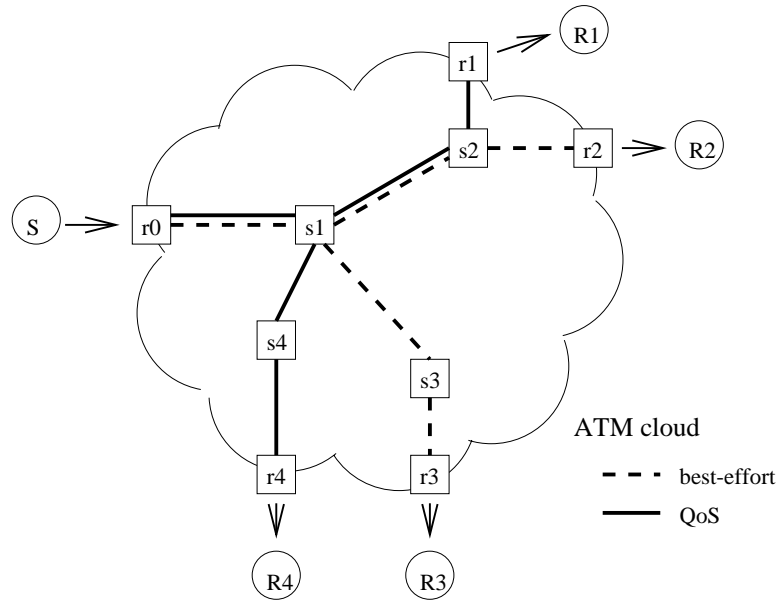 R1
r1
s2
r2
R2
S
r0
s1
s4
s3
ATM cloud
best-effort
QoS
r4
r3
R4
R3